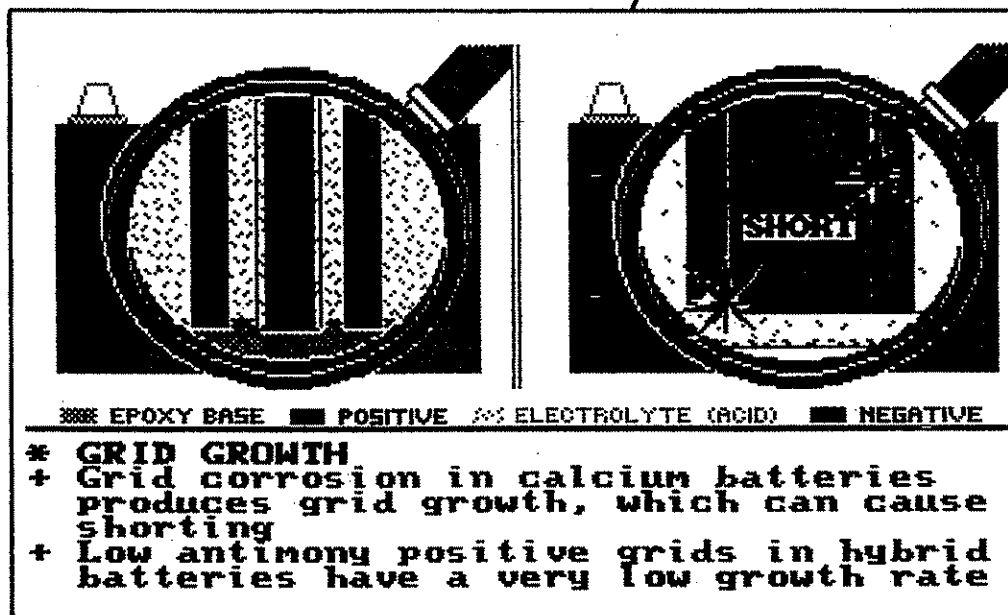 SHORT
EPOXY BASE POSITIVE ELECTROLYTE (ACID) NEGATIVE
* GRID GROWTH
+ Grid corrosion in calcium batteries
produces grid growth, which can cause
shorting
+ Low antimony positive grids in hybrid
batteries have a very low growth rate